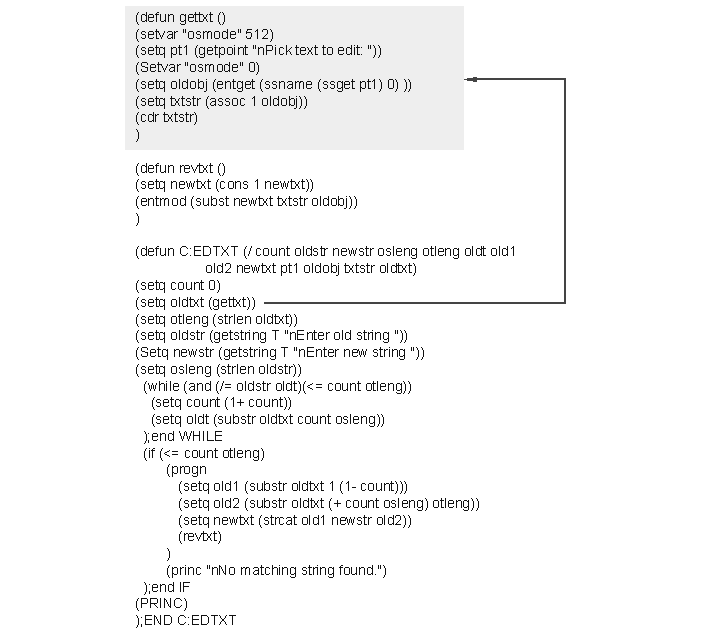 (defun gettxt ()
(setvar "osmode" 512)
(setq pt1 (getpoint "nPick text to edit: "))
(Setvar "osmode" 0)
(setq oldobj (entget (ssname (ssget pt1) 0) ))
(setq txtstr (assoc 1 oldobj))
(cdr txtstr)
)
(defun revtxt ()
(setq newtxt (cons 1 newtxt))
(entmod (subst newtxt txtstr oldobj))
)
(defun C:EDTXT (/ count oldstr newstr osleng otleng oldt old1
old2 newtxt pt1 oldobj txtstr oldtxt)
(setq count 0)
(setq oldtxt (gettxt))
(setq otleng (strlen oldtxt))
(setq oldstr (getstring T "nEnter old string "))
(Setq newstr (getstring T "nEnter new string "))
(setq osleng (strlen oldstr))
(while (and (/= oldstr oldt)(<= count otleng))
(setq count (1+ count))
(setq oldt (substr oldtxt count osleng))
);end WHILE
(if (<= count otleng)
(progn
(setq old1 (substr oldtxt 1 (1- count)))
(setq old2 (substr oldtxt (+ count osleng) otleng))
(setq newtxt (strcat old1 newstr old2))
(revtxt)
)
(princ "nNo matching string found.")
);end IF
(PRINC)
);END C:EDTXT